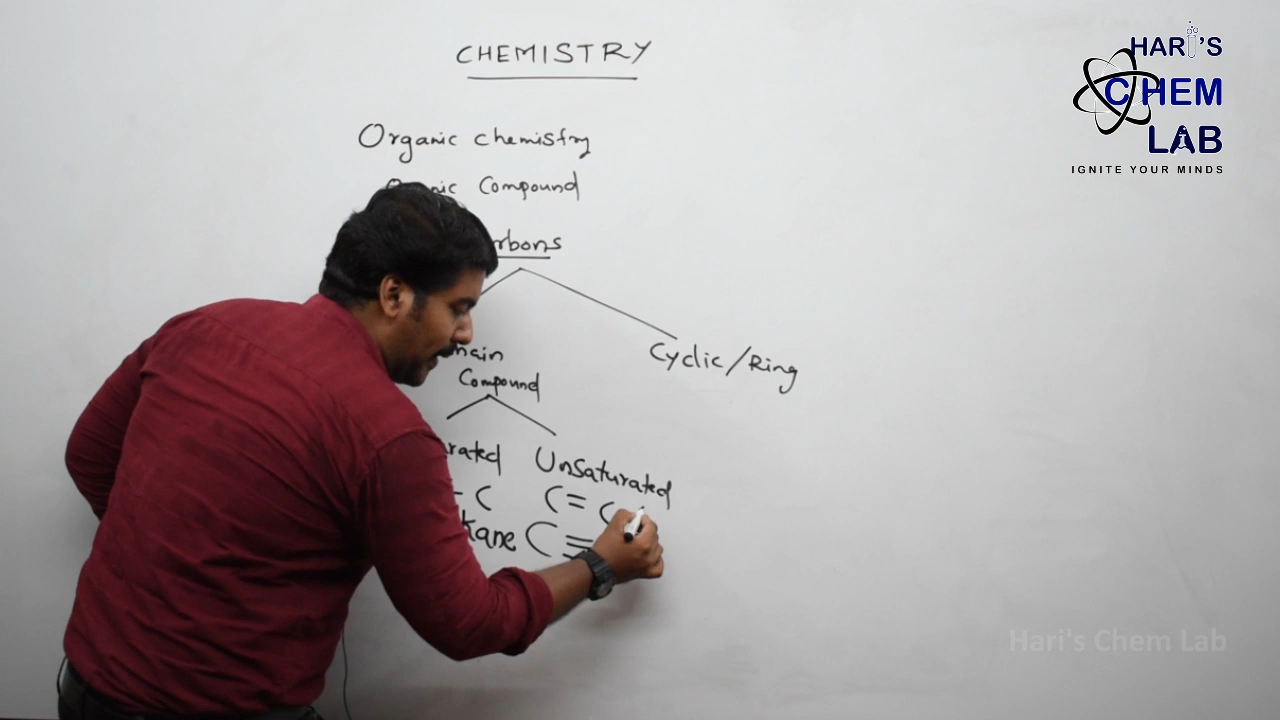 CHEMISTRY
HARI'S
CHEM
LAB
IGNITE YOUR MINDS
Organic chemistry
Compound
Cyclic/Ring
Compound
Unsaturated
– C C = C
C ≡
Hari's Chem Lab